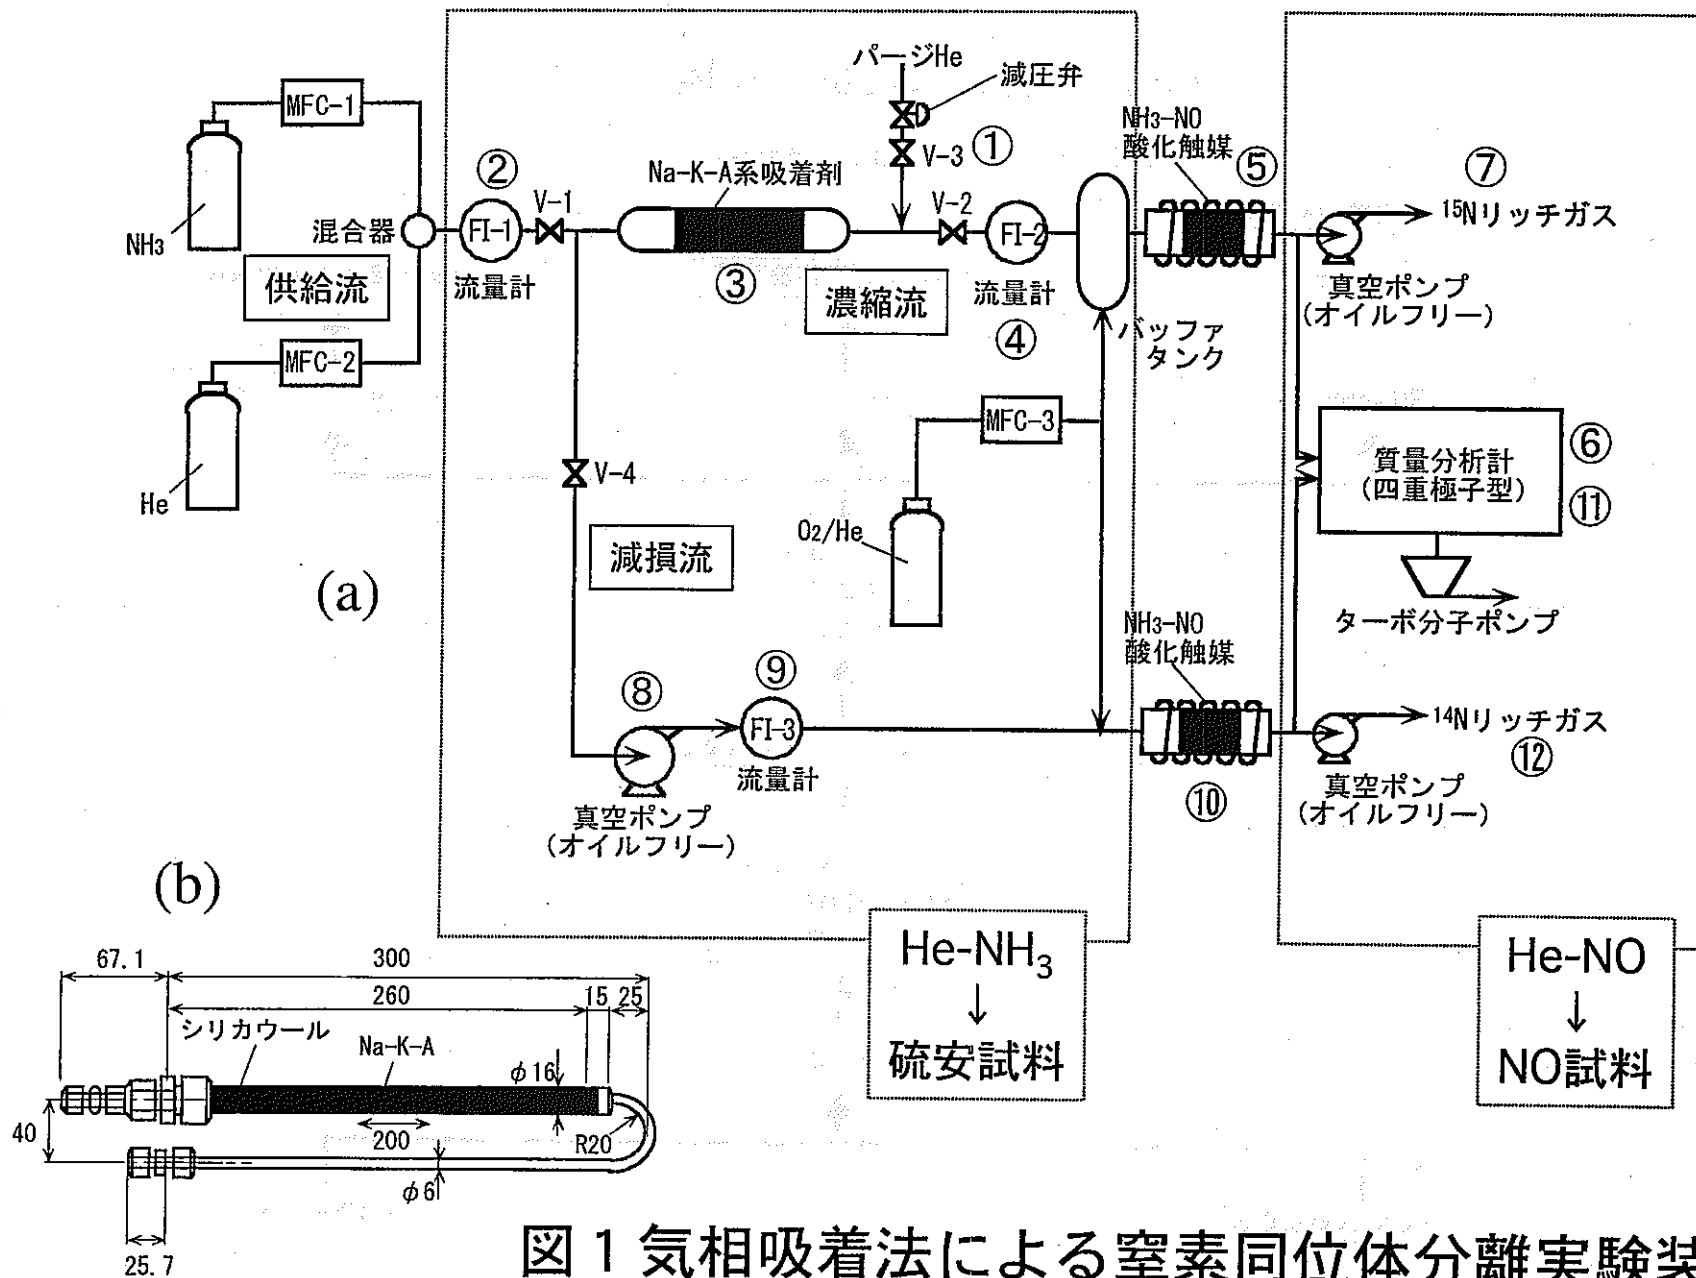 パージHe
減圧弁
MFC-1
NH₃-NO
酸化触媒
⑤
①
②
V-3
Na-K-A系吸着剤
⑦
V-1
V-2
¹⁵Nリッチガス
混合器
FI-1
FI-2
NH₃
供給流
流量計
③
濃縮流
流量計
真空ポンプ
(オイルフリー)
④
バッファ
タンク
MFC-2
MFC-3
質量分析計
(四重極子型)
⑥
⑪
V-4
He
O₂/He
減損流
(a)
ターボ分子ポンプ
NH₃-NO
酸化触媒
⑧
⑨
FI-3
流量計
¹⁴Nリッチガス
⑫
⑩
真空ポンプ
(オイルフリー)
真空ポンプ
(オイルフリー)
(b)
He-NH₃
↓
硫安試料
He-NO
↓
NO試料
67.1
300
260
15
25
シリカウール
Na-K-A
φ16
40
200
R20
φ6
25.7
図1 気相吸着法による窒素同位体分離実験装